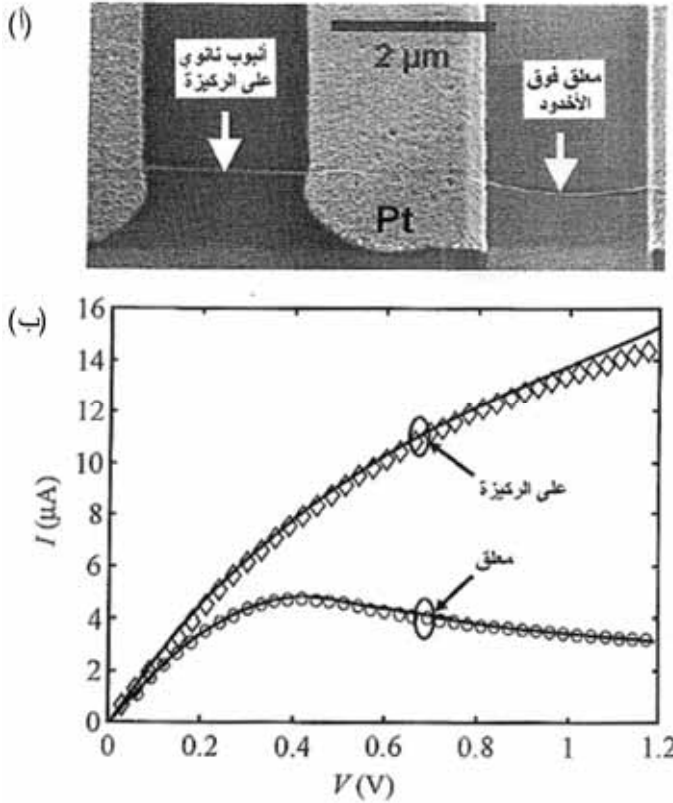 (أ)
أنبوب نانوي
على الركيزة
2 µm
معلق فوق
الأخدود
Pt
(ب)
16
14
12
10
8
6
4
2
0
I (µA)
على الركيزة
معلق
0
0.2
0.4
0.6
0.8
1
1.2
V (V)